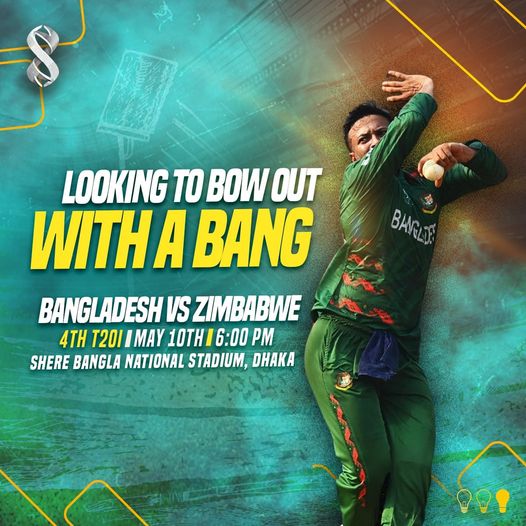 LOOKING TO BOW OUT
WITH A BANG
BANGLADESH VS ZIMBABWE
4TH T20I | MAY 10TH | 6:00 PM
SHERE BANGLA NATIONAL STADIUM, DHAKA
BANGLADES